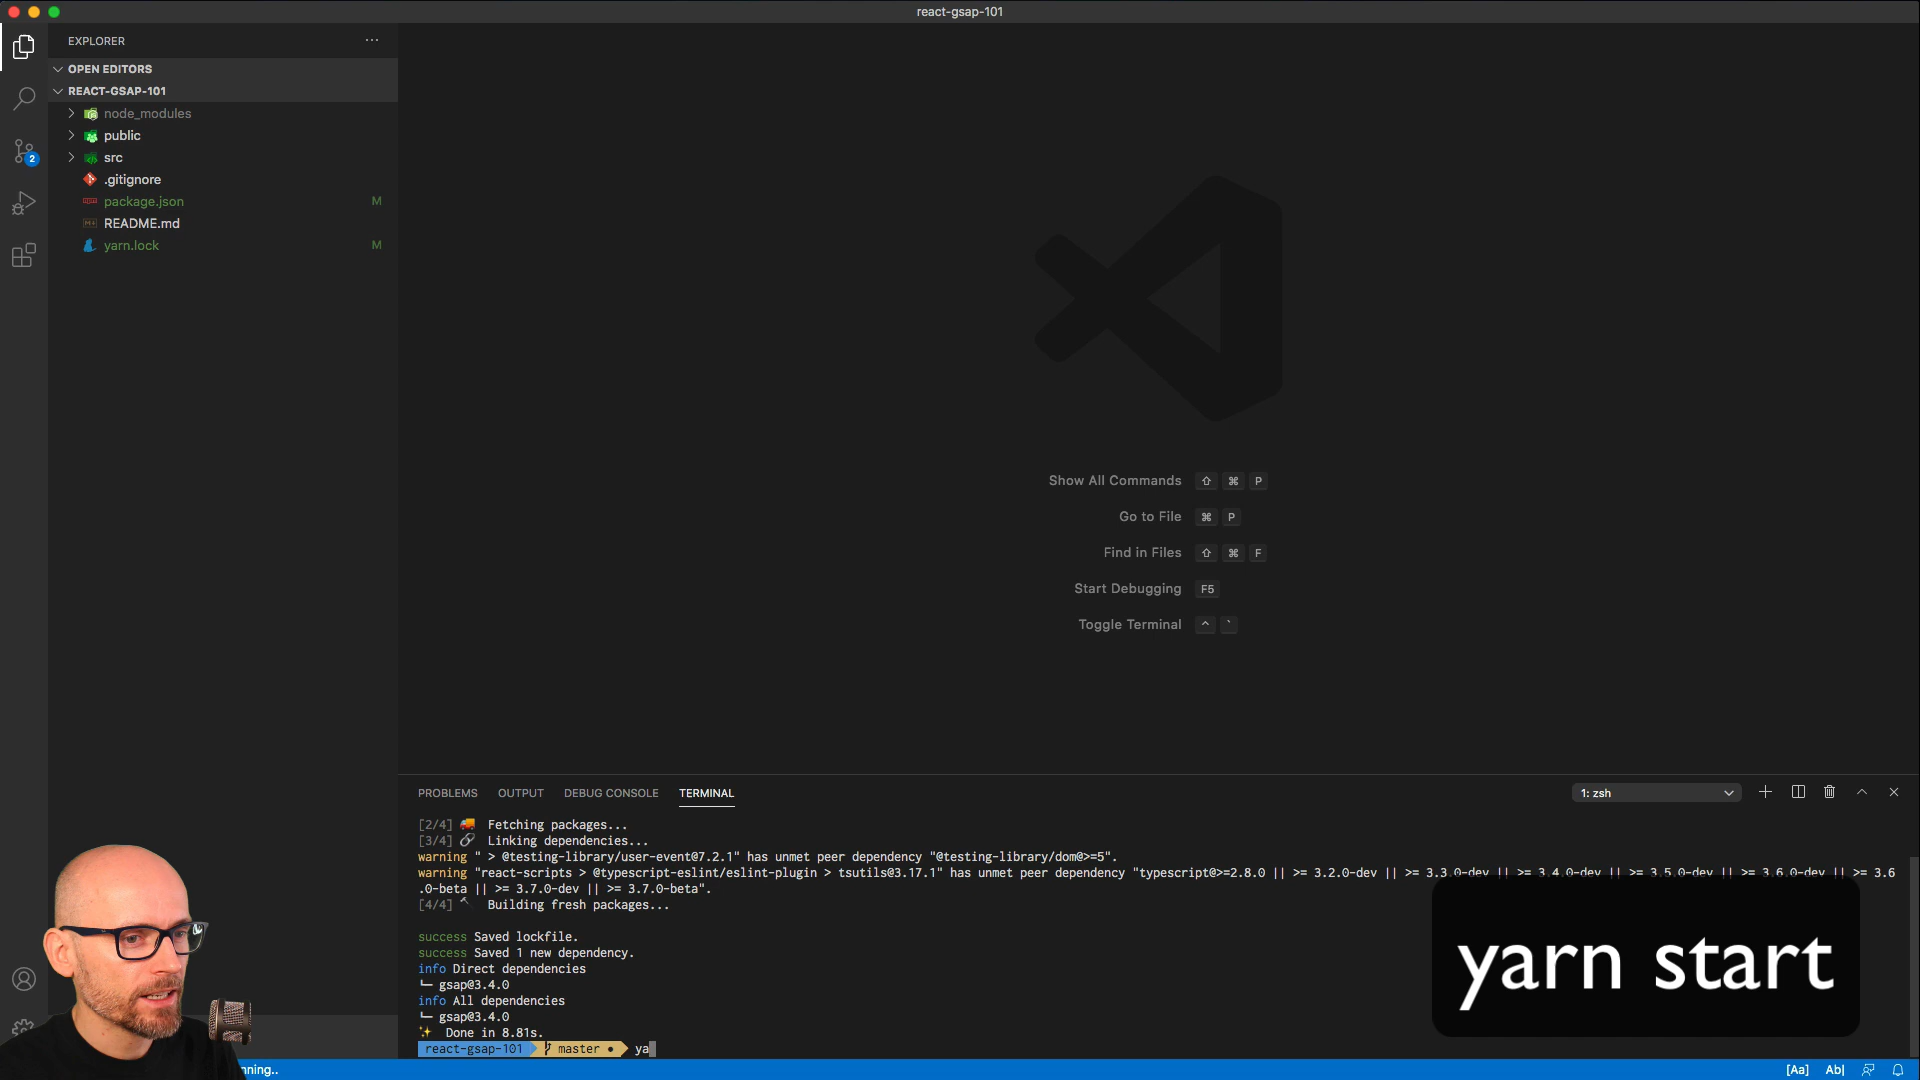 react-gsap-101
EXPLORER
OPEN EDITORS
REACT-GSAP-101
node_modules
public
src
2
.gitignore
package.json M
README.md
yarn.lock M
Show All Commands ⇧ ⌘ P
Go to File ⌘ P
Find in Files ⇧ ⌘ F
Start Debugging F5
Toggle Terminal ^ `
PROBLEMS OUTPUT DEBUG CONSOLE TERMINAL
1: zsh
[2/4] 🚚 Fetching packages...
[3/4] 🔗 Linking dependencies...
warning " > @testing-library/user-event@7.2.1" has unmet peer dependency "@testing-library/dom@>=5".
warning "react-scripts > @typescript-eslint/eslint-plugin > tsutils@3.17.1" has unmet peer dependency "typescript@>=2.8.0 || >= 3.2.0-dev || >= 3.3.0-dev || >= 3.4.0-dev || >= 3.5.0-dev || >= 3.6.0-dev || >= 3.6
.0-beta || >= 3.7.0-dev || >= 3.7.0-beta".
[4/4] 🔨 Building fresh packages...
success Saved lockfile.
success Saved 1 new dependency.
info Direct dependencies
└─ gsap@3.4.0
info All dependencies
└─ gsap@3.4.0
✨ Done in 8.81s.
react-gsap-101 master ● ya
yarn start
nning..
[Aa] Ab|